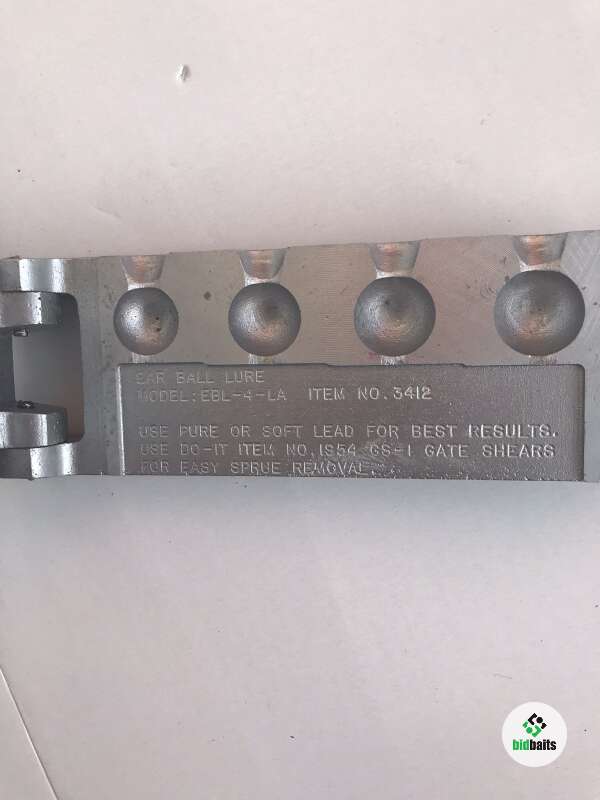 EAR BALL LURE
MODEL: EBL-4-LA ITEM NO. 3412
USE PURE OR SOFT LEAD FOR BEST RESULTS.
USE DO-IT ITEM NO. 1954 GS-1 GATE SHEARS
FOR EASY SPRUE REMOVAL.
bidbaits